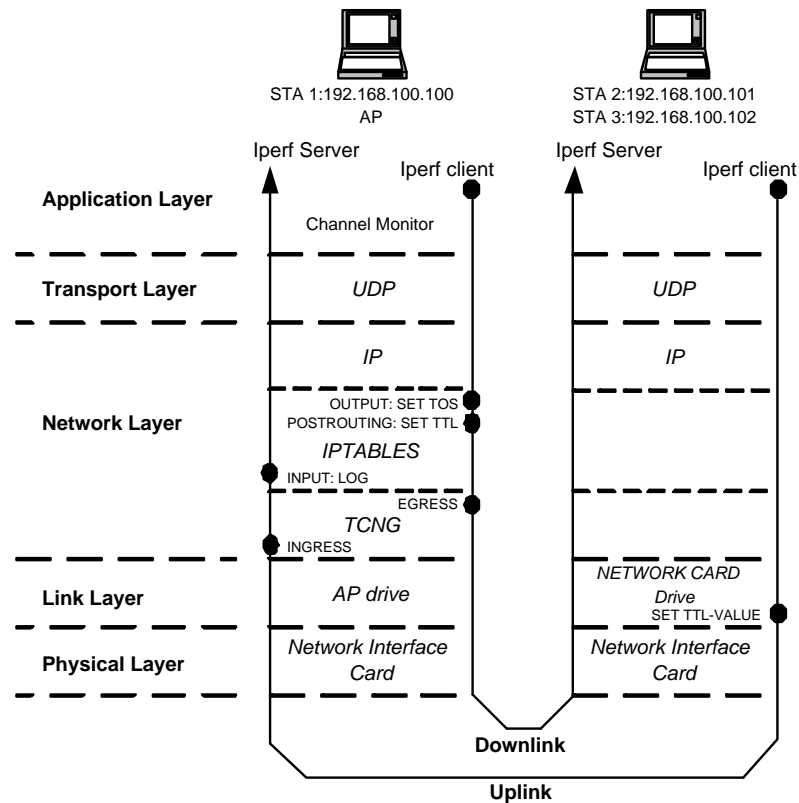 STA 1:192.168.100.100
AP
STA 2:192.168.100.101
STA 3:192.168.100.102
Iperf Server
Iperf client
Iperf Server
Iperf client
Application Layer
Channel Monitor
Transport Layer
UDP
UDP
IP
IP
OUTPUT: SET TOS
POSTROUTING: SET TTL
Network Layer
IPTABLES
INPUT: LOG
EGRESS
TCNG
INGRESS
Link Layer
AP drive
NETWORK CARD
Drive
SET TTL-VALUE
Physical Layer
Network Interface
Card
Network Interface
Card
Downlink
Uplink